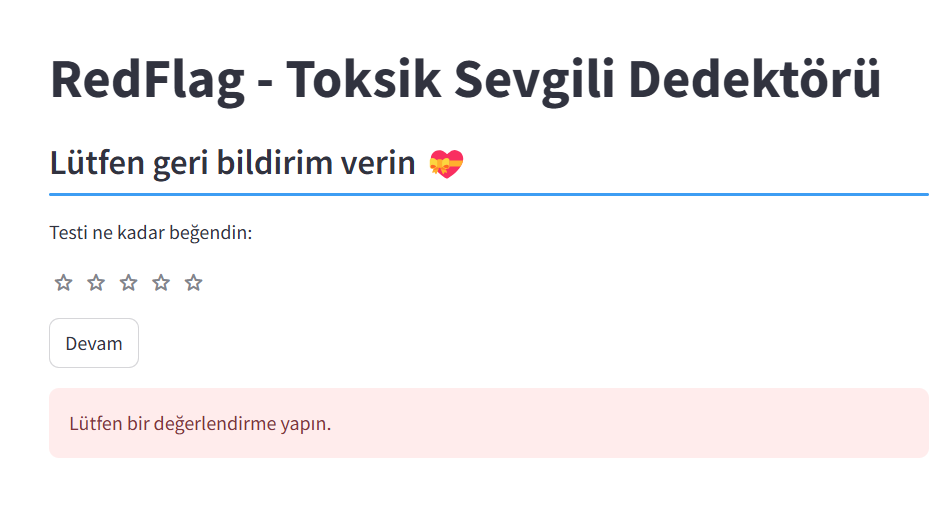 RedFlag - Toksik Sevgili Dedektörü
Lütfen geri bildirim verin 💝
Testi ne kadar beğendin:
Devam
Lütfen bir değerlendirme yapın.